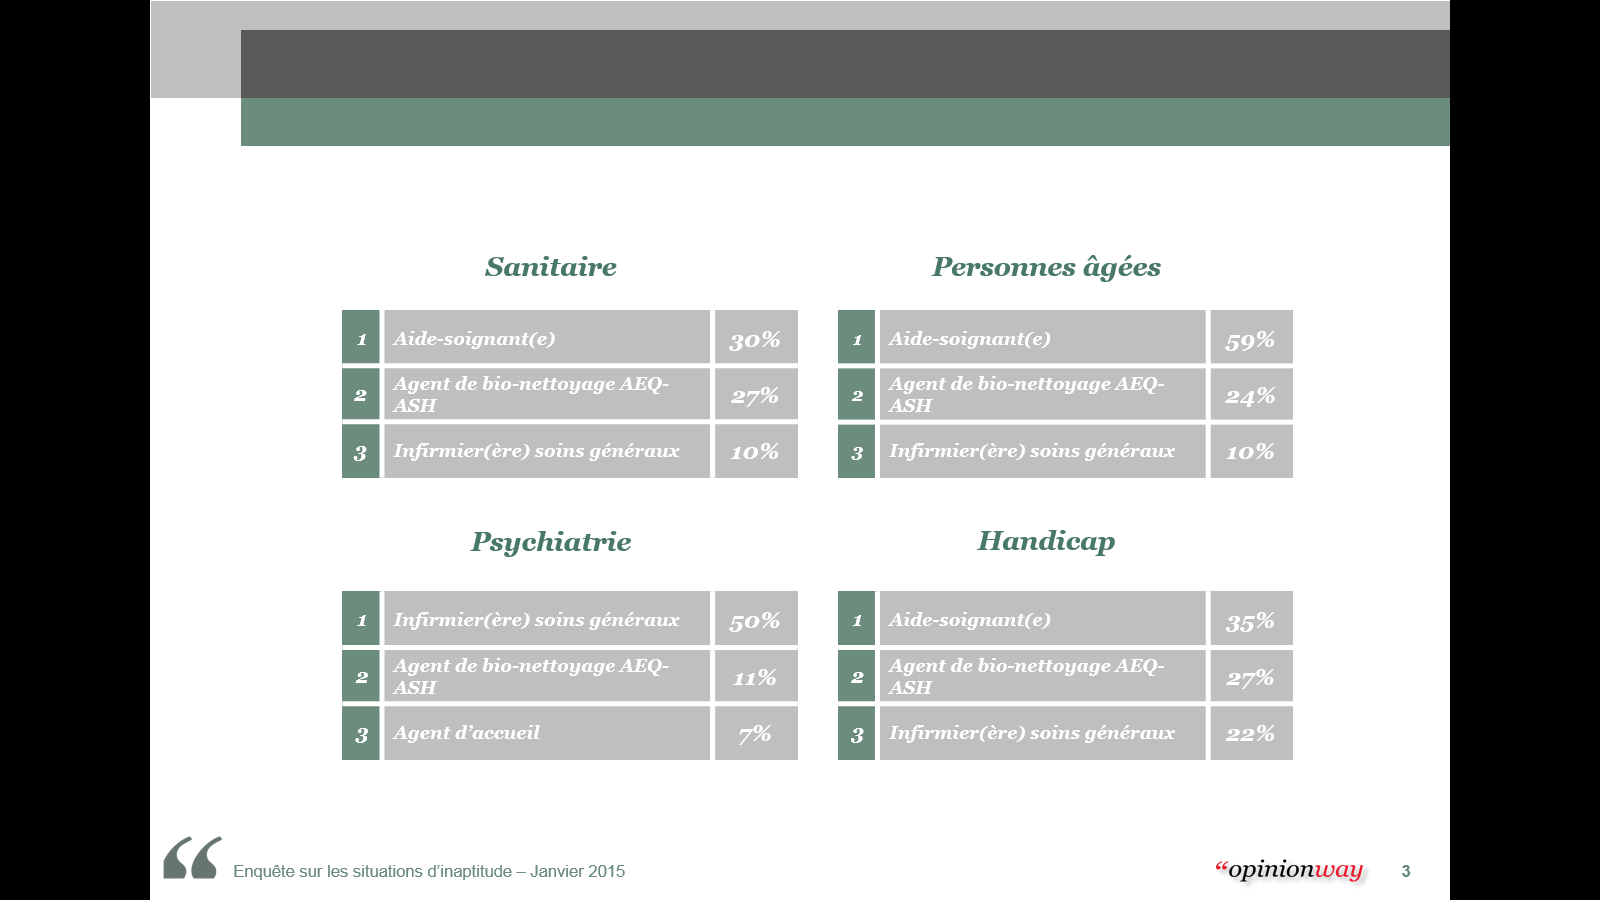 Sanitaire
1 Aide-soignant(e) 30%
2 Agent de bio-nettoyage AEQ-
ASH 27%
3 Infirmier(ère) soins généraux 10%
Personnes âgées
1 Aide-soignant(e) 59%
2 Agent de bio-nettoyage AEQ-
ASH 24%
3 Infirmier(ère) soins généraux 10%
Psychiatrie
1 Infirmier(ère) soins généraux 50%
2 Agent de bio-nettoyage AEQ-
ASH 11%
3 Agent d’accueil 7%
Handicap
1 Aide-soignant(e) 35%
2 Agent de bio-nettoyage AEQ-
ASH 27%
3 Infirmier(ère) soins généraux 22%
Enquête sur les situations d’inaptitude – Janvier 2015
“opinionway
3